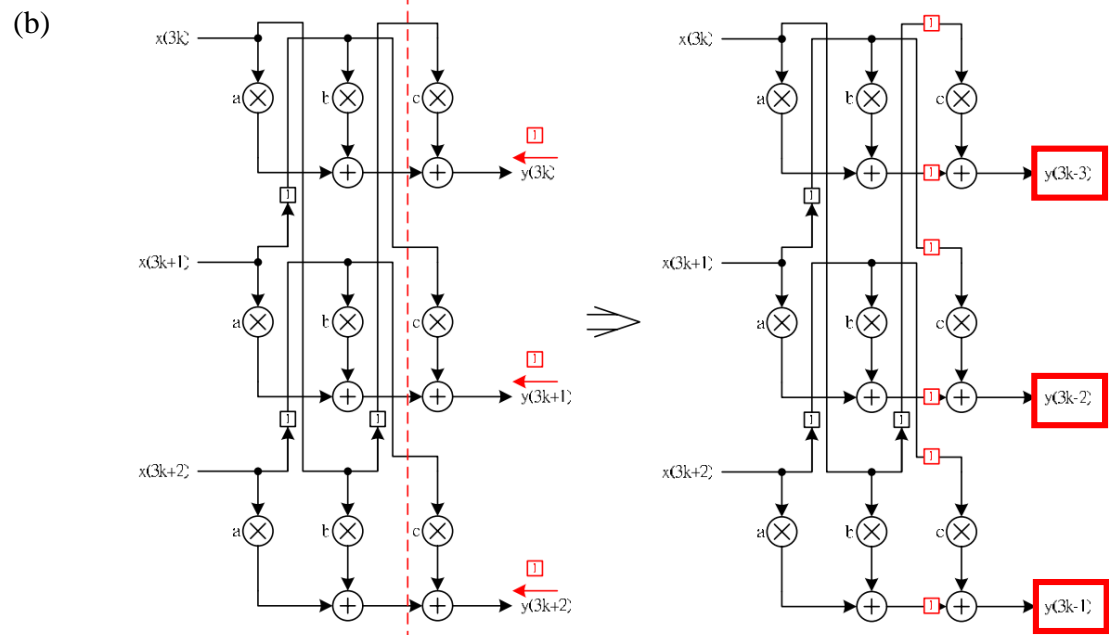 (b)
x(3k)
a
b
c
1
y(3k)
1
x(3k+1)
a
b
c
1
y(3k+1)
1
1
x(3k+2)
a
b
c
1
y(3k+2)
x(3k)
1
a
b
c
1
y(3k-3)
1
x(3k+1)
1
a
b
c
1
y(3k-2)
1
1
x(3k+2)
1
a
b
c
1
y(3k-1)